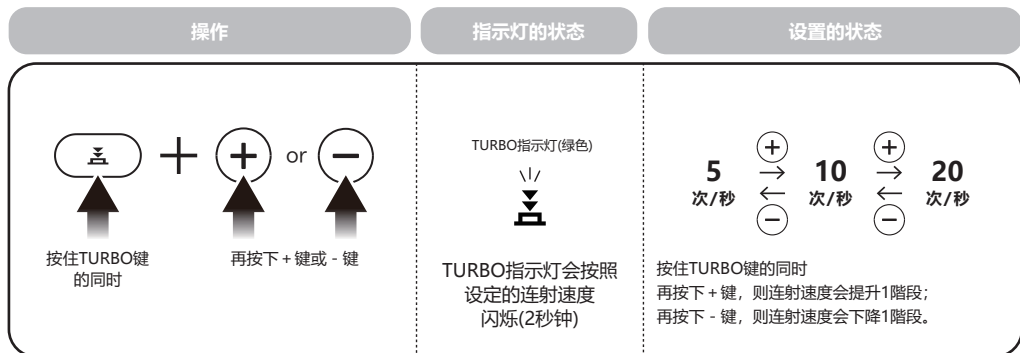 操作
指示灯的状态
设置的状态
or
按住TURBO键
的同时
再按下+键或 - 键
TURBO指示灯(绿色)
TURBO指示灯会按照
设定的连射速度
闪烁(2秒钟)
+ +
5 → 10 → 20
次/秒 ← 次/秒 ← 次/秒
− −
按住TURBO键的同时
再按下+键，则连射速度会提升1階段；
再按下 - 键，则连射速度会下降1階段。